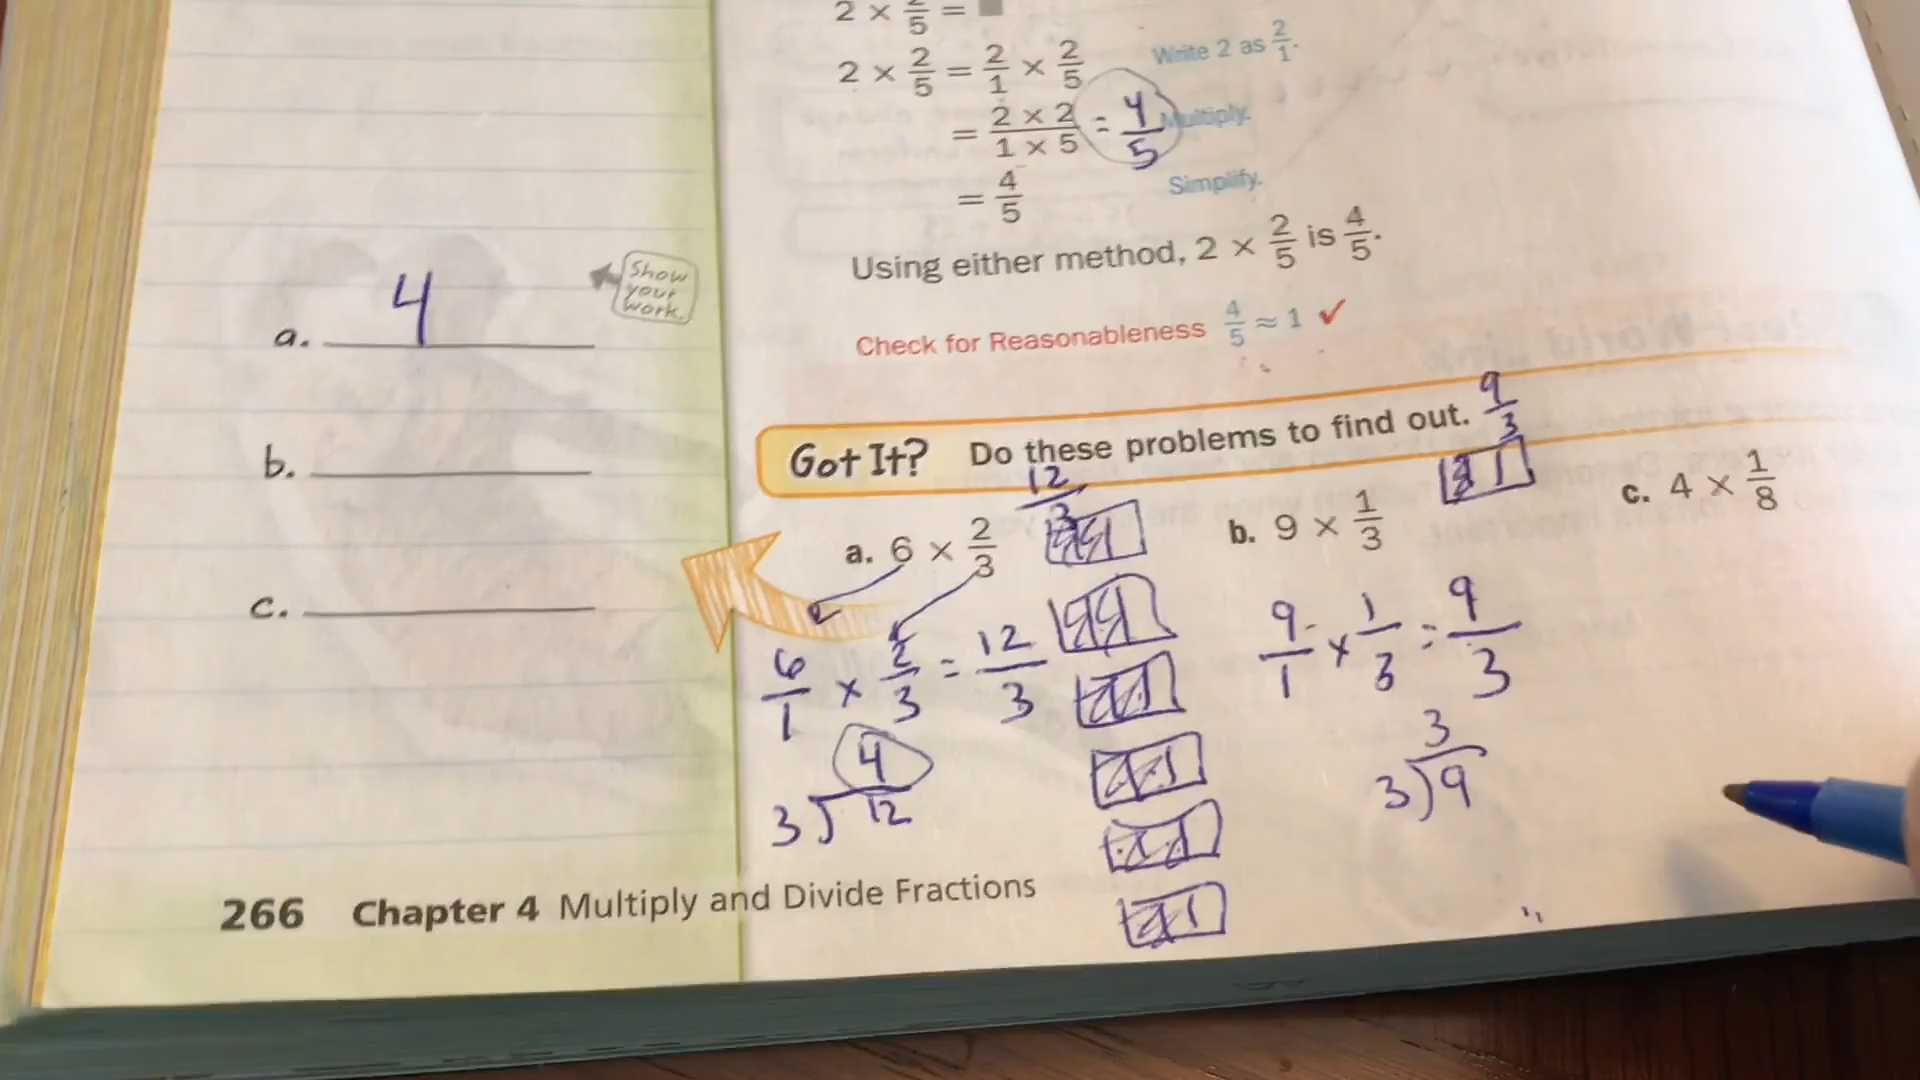 2 × 2/5 =
2 × 2/5 = 2/1 × 2/5
Write 2 as 2/1.
= 2 × 2 / 1 × 5 = 4/5
Multiply.
= 4/5
Simplify.
Using either method, 2 × 2/5 is 4/5.
Check for Reasonableness 4/5 ≈ 1 ✓
Show
your
work.
a. 4
b.
c.
Got It? Do these problems to find out.
9/3
12/3
a. 6 × 2/3
b. 9 × 1/3
c. 4 × 1/8
6/1 × 2/3 = 12/3
9/1 × 1/3 = 9/3
4
3)12
3
3)9
266 Chapter 4 Multiply and Divide Fractions